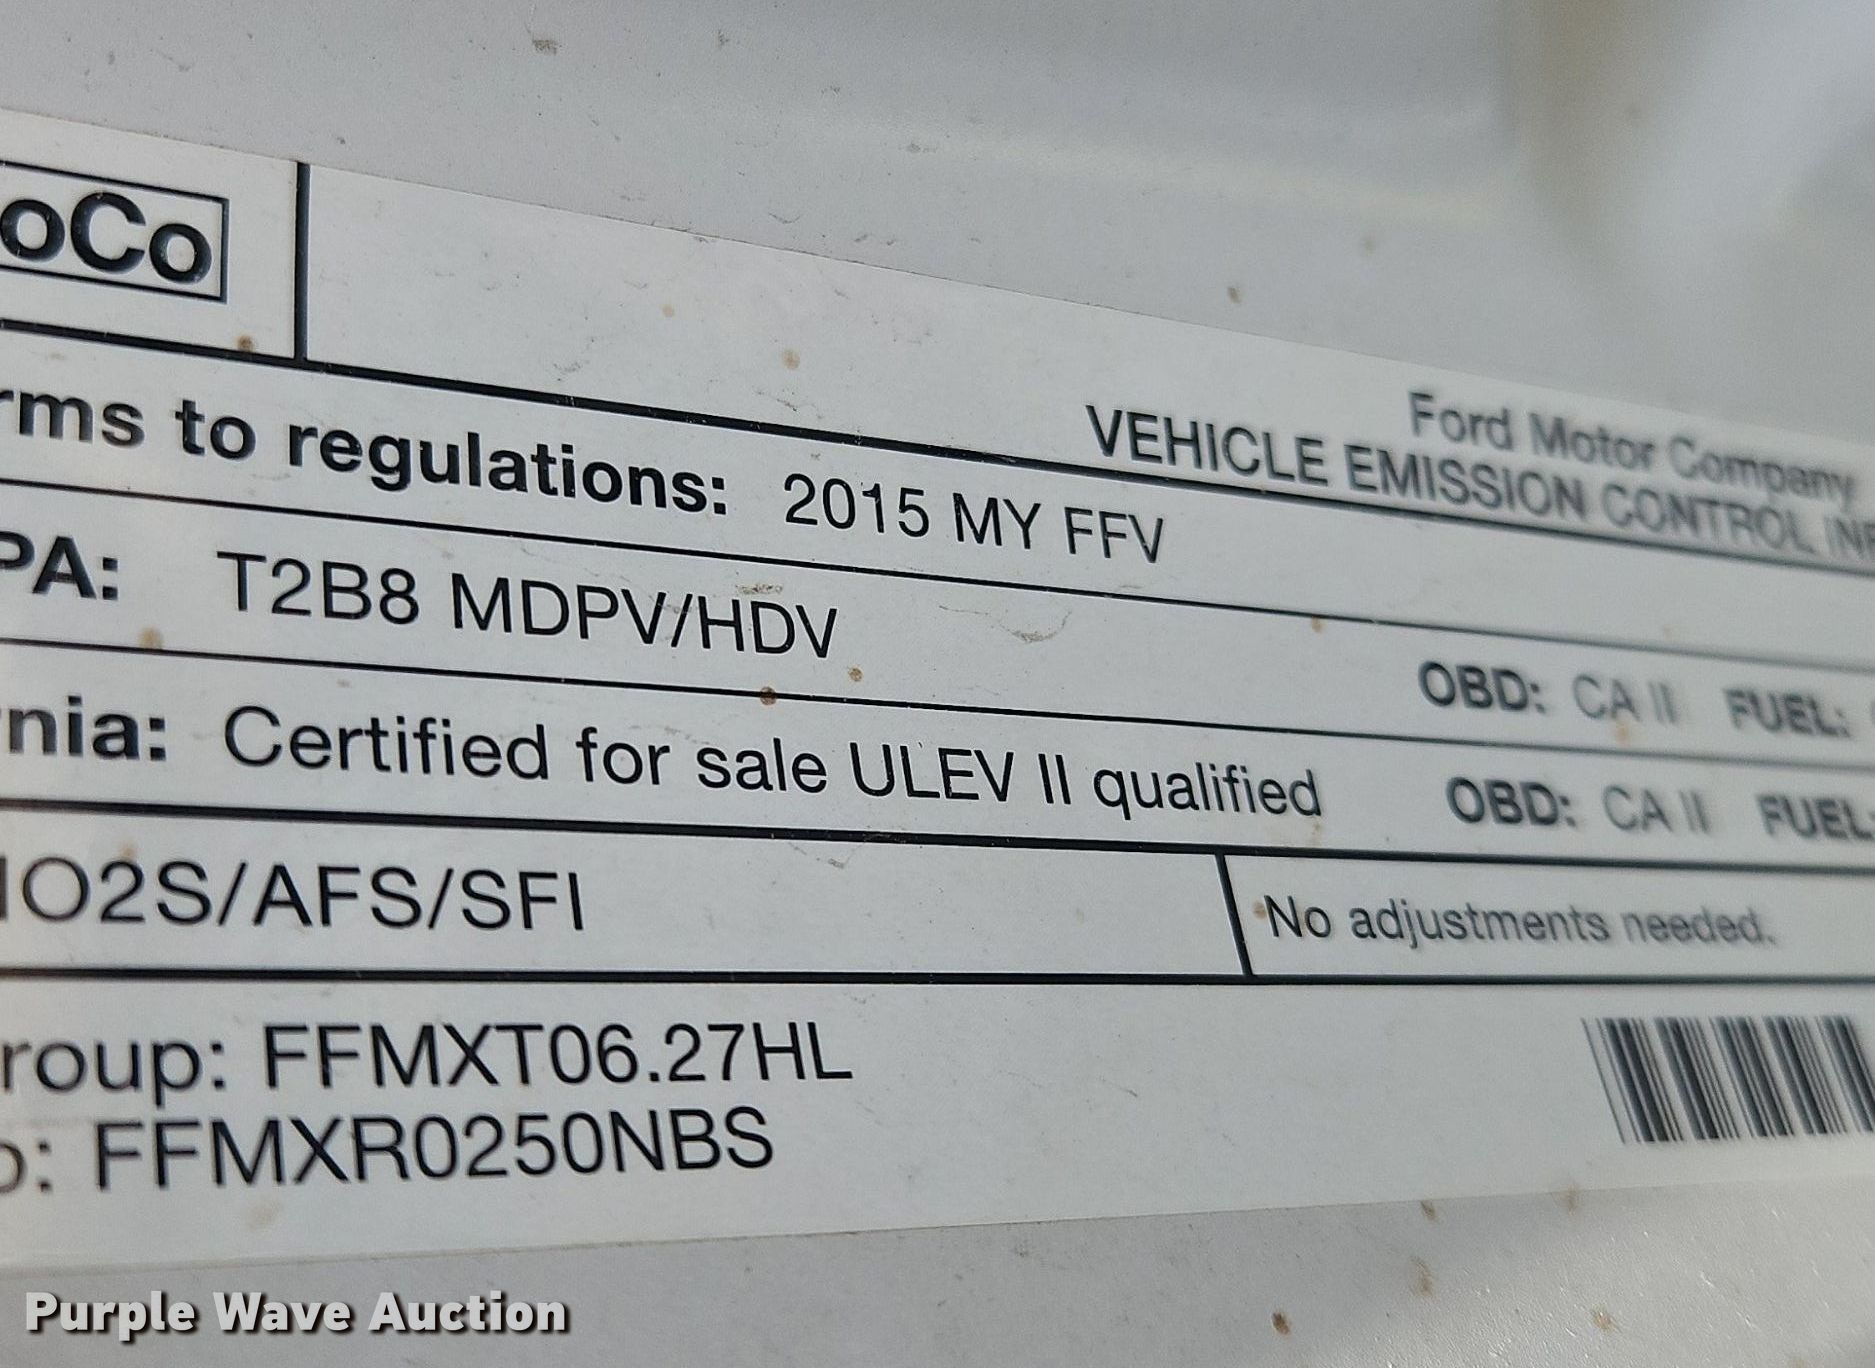 oCo
Ford Motor Company
VEHICLE EMISSION CONTROL IN
rms to regulations: 2015 MY FFV
PA: T2B8 MDPV/HDV OBD: CA II FUEL:
nia: Certified for sale ULEV II qualified OBD: CA II FUEL
IO2S/AFS/SFI No adjustments needed.
roup: FFMXT06.27HL
p: FFMXR0250NBS
Purple Wave Auction